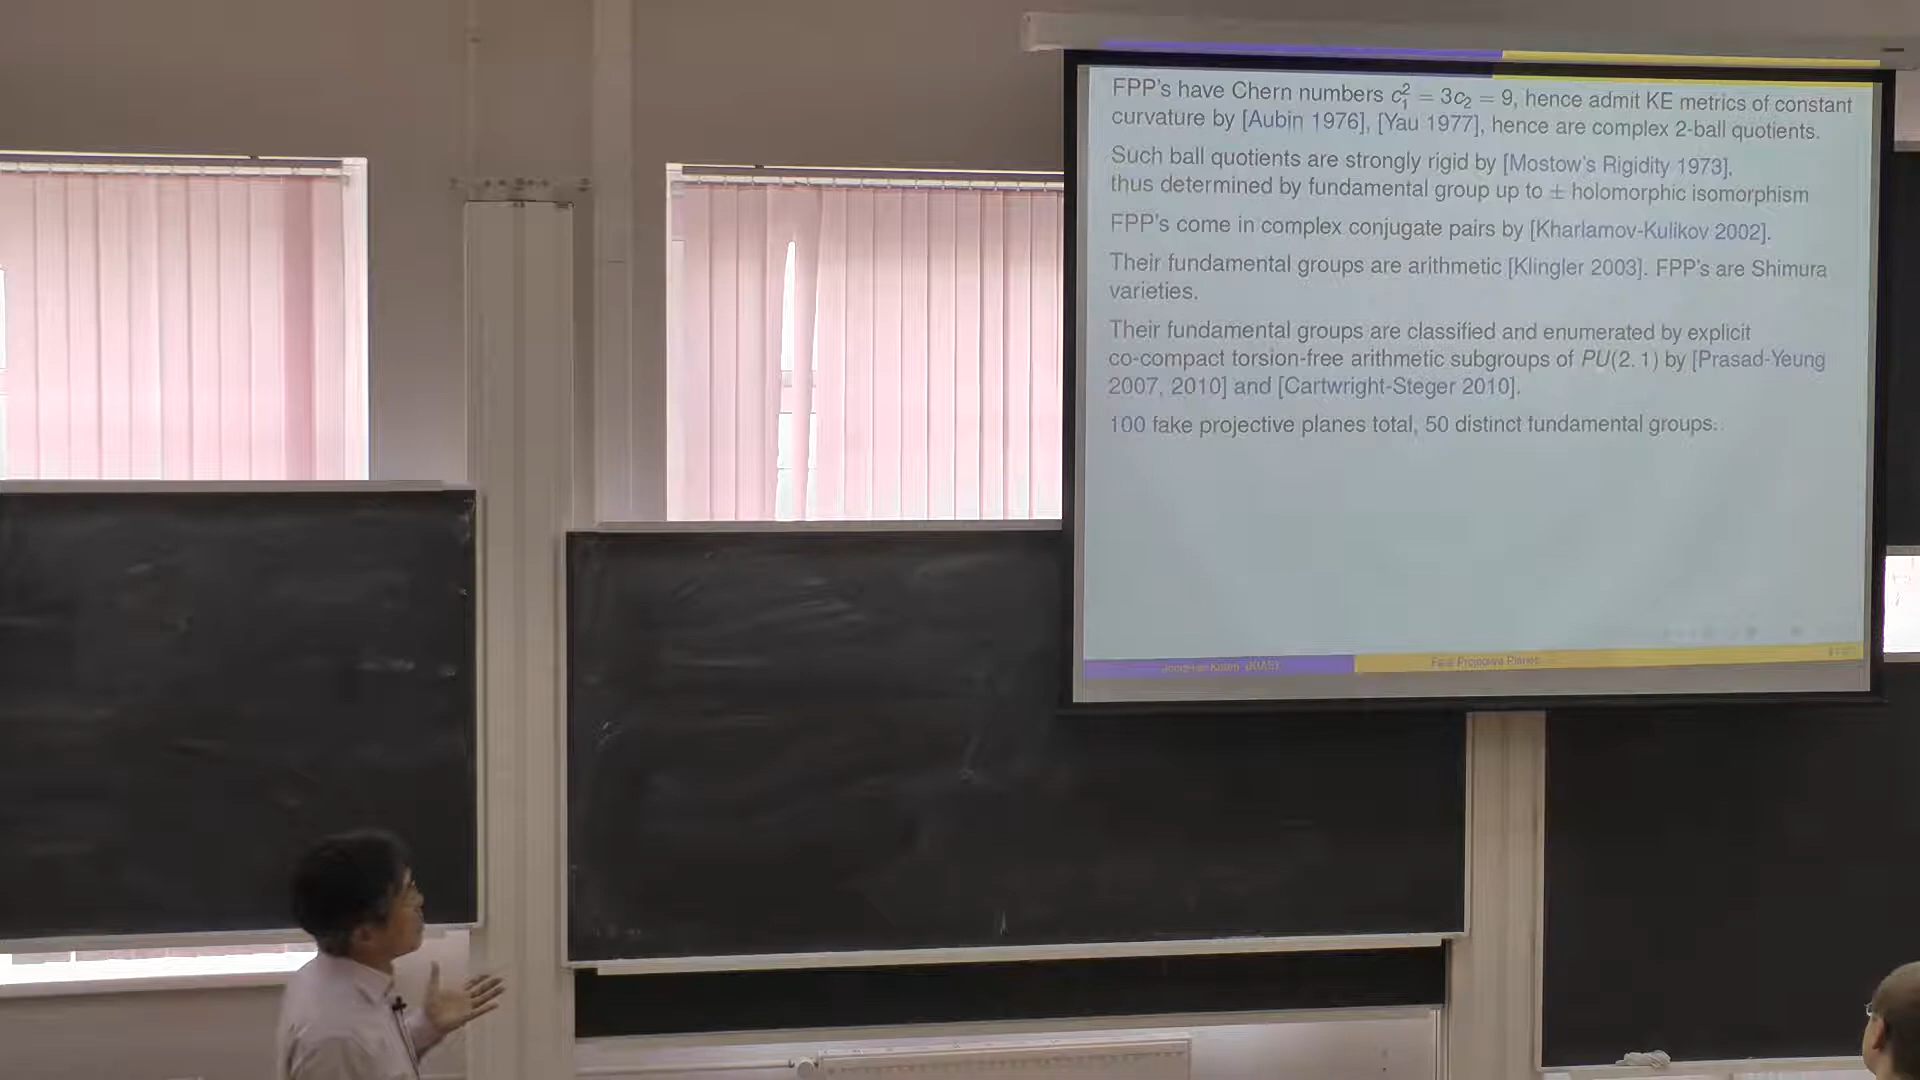 FPP's have Chern numbers c₁² = 3c₂ = 9, hence admit KE metrics of constant
curvature by [Aubin 1976], [Yau 1977], hence are complex 2-ball quotients.
Such ball quotients are strongly rigid by [Mostow's Rigidity 1973],
thus determined by fundamental group up to ± holomorphic isomorphism
FPP's come in complex conjugate pairs by [Kharlamov-Kulikov 2002].
Their fundamental groups are arithmetic [Klingler 2003]. FPP's are Shimura
varieties.
Their fundamental groups are classified and enumerated by explicit
co-compact torsion-free arithmetic subgroups of PU(2, 1) by [Prasad-Yeung
2007, 2010] and [Cartwright-Steger 2010].
100 fake projective planes total, 50 distinct fundamental groups.
Fake Projective Planes